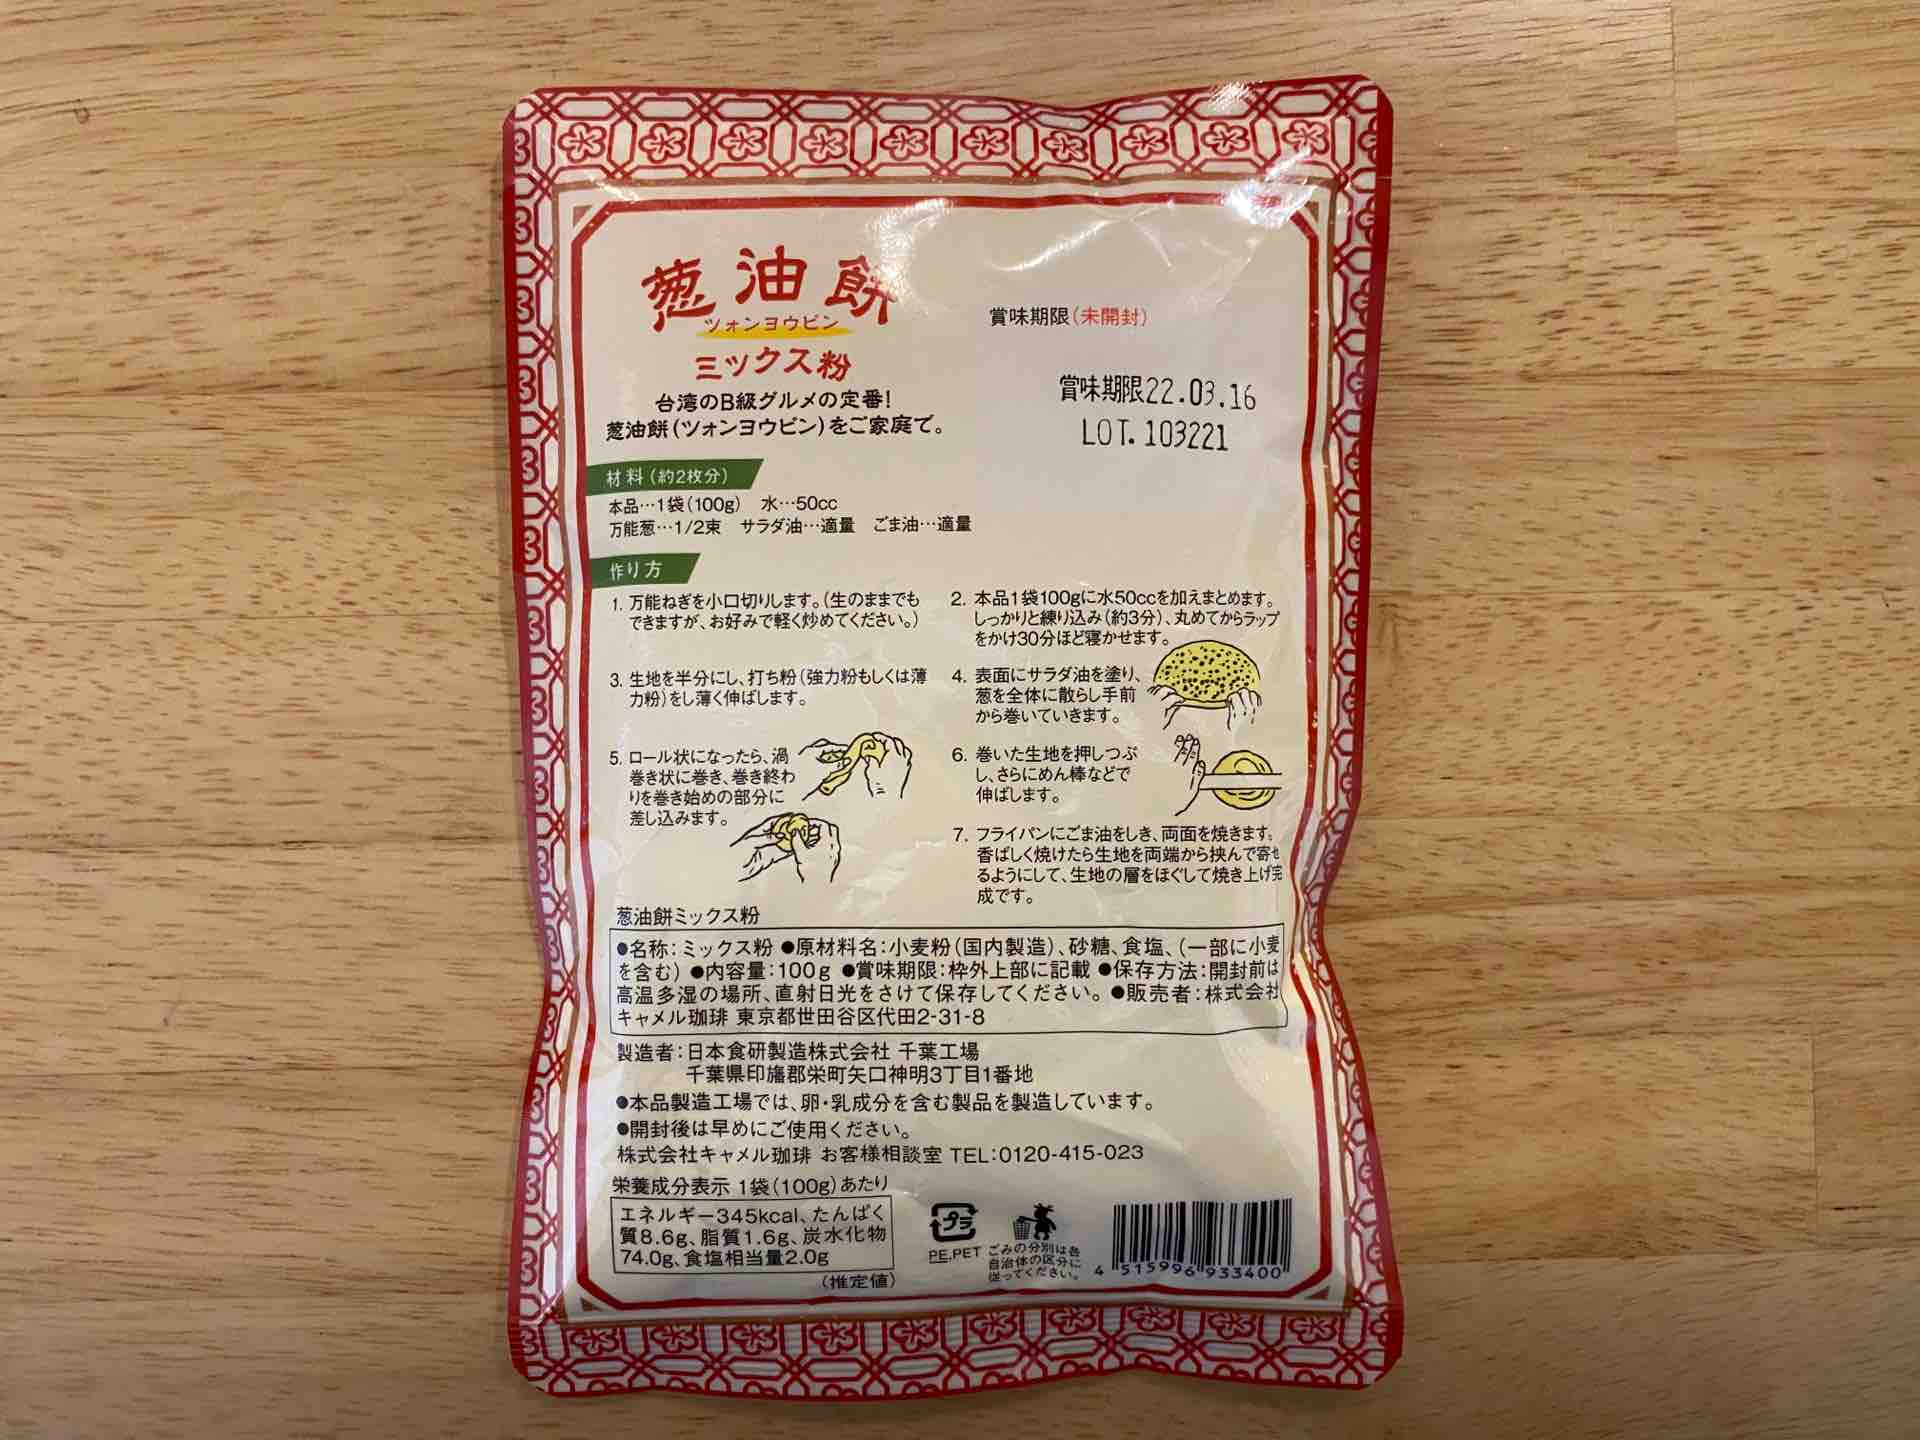 葱油餅
ツォンヨウビン
ミックス粉
台湾のB級グルメの定番!
葱油餅(ツォンヨウビン)をご家庭で。
賞味期限(未開封)
賞味期限22.03.16
LOT. 103221
材料(約2枚分)
本品…1袋(100g) 水…50cc
万能葱…1/2束 サラダ油…適量 ごま油…適量
作り方
1. 万能ねぎを小口切りします。(生のままでも
できますが、お好みで軽く炒めてください。)
2. 本品1袋100gに水50ccを加えまとめます。
しっかりと練り込み(約3分)、丸めてからラップ
をかけ30分ほど寝かせます。
3. 生地を半分にし、打ち粉(強力粉もしくは薄
力粉)をし薄く伸ばします。
4. 表面にサラダ油を塗り、
葱を全体に散らし手前
から巻いていきます。
5. ロール状になったら、渦
巻き状に巻き、巻き終わ
りを巻き始めの部分に
差し込みます。
6. 巻いた生地を押しつぶ
し、さらにめん棒などで
伸ばします。
7. フライパンにごま油をしき、両面を焼きます。
香ばしく焼けたら生地を両端から挟んで寄せ
るようにして、生地の層をほぐして焼き上げ完
成です。
葱油餅ミックス粉
●名称:ミックス粉 ●原材料名:小麦粉(国内製造)、砂糖、食塩、(一部に小麦
を含む) ●内容量:100g ●賞味期限:枠外上部に記載 ●保存方法:開封前は
高温多湿の場所、直射日光をさけて保存してください。 ●販売者:株式会社
キャメル珈琲 東京都世田谷区代田2-31-8
製造者:日本食研製造株式会社 千葉工場
千葉県印旛郡栄町矢口神明3丁目1番地
●本品製造工場では、卵・乳成分を含む製品を製造しています。
●開封後は早めにご使用ください。
株式会社キャメル珈琲 お客様相談室 TEL:0120-415-023
栄養成分表示 1袋(100g)あたり
エネルギー345kcal、たんぱく
質8.6g、脂質1.6g、炭水化物
74.0g、食塩相当量2.0g
(推定値)
プラ
PE,PET
ごみの分別は各
自治体の区分に
従ってください。
4 515996 933400